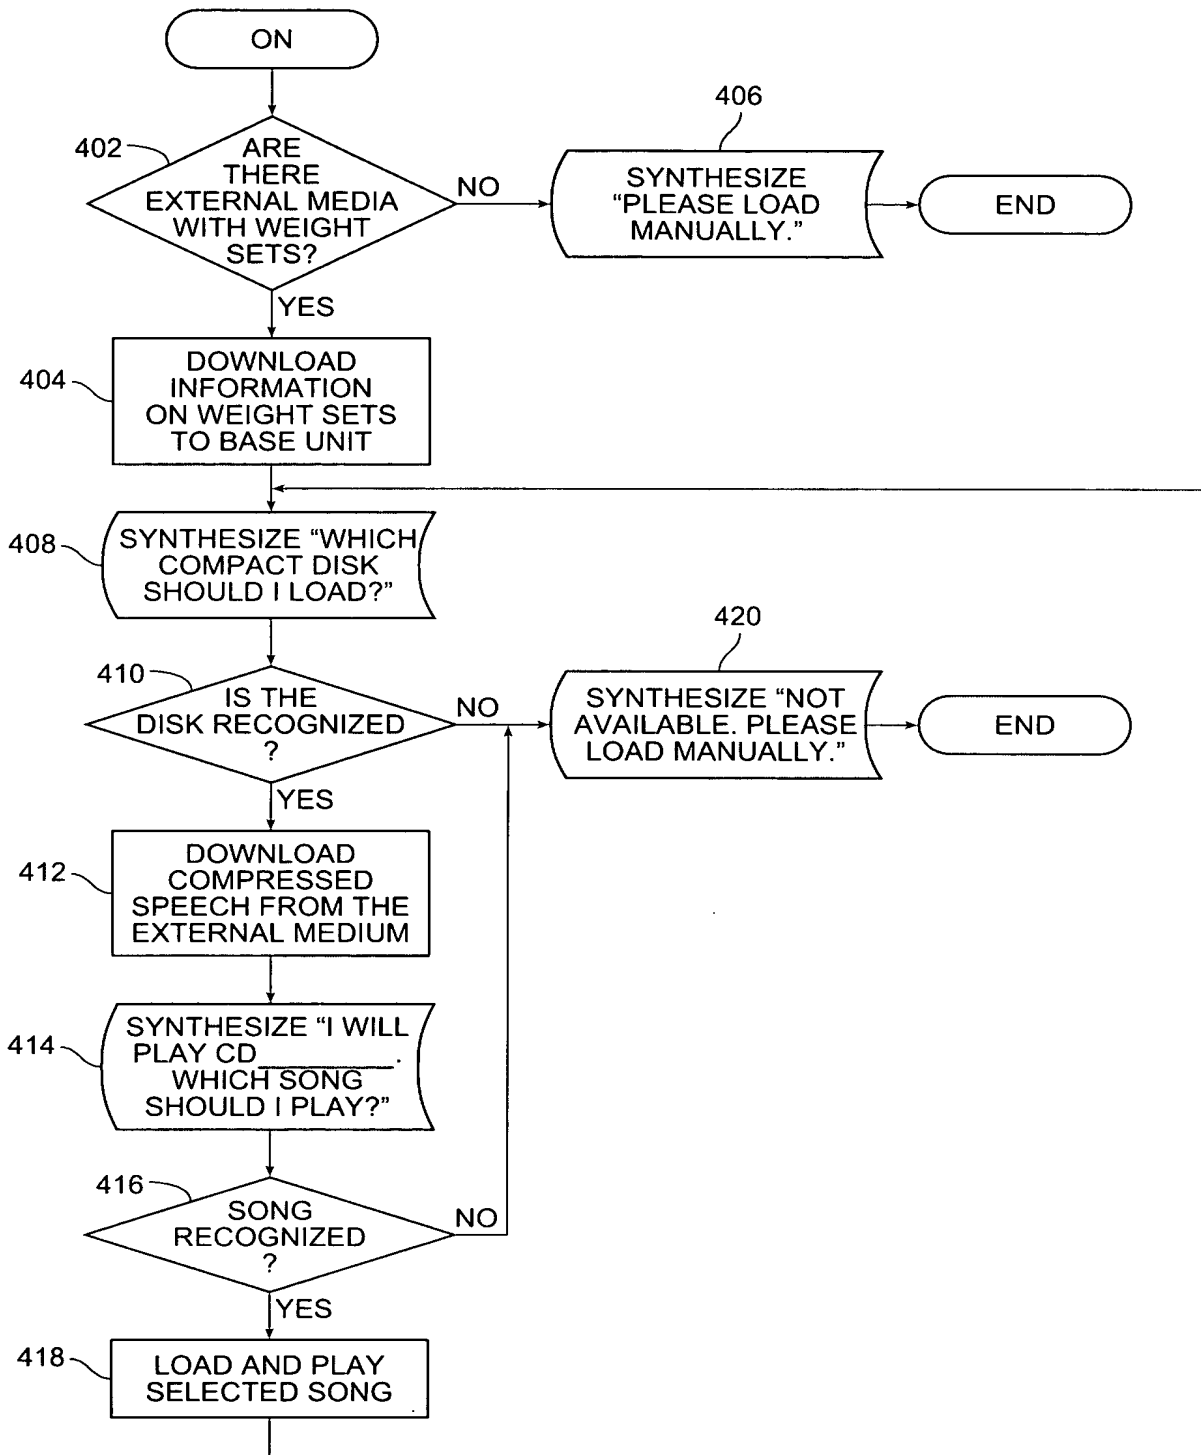 ON
402
ARE
THERE
EXTERNAL MEDIA
WITH WEIGHT
SETS?
NO
406
SYNTHESIZE
“PLEASE LOAD
MANUALLY.”
END
YES
404
DOWNLOAD
INFORMATION
ON WEIGHT SETS
TO BASE UNIT
408
SYNTHESIZE “WHICH
COMPACT DISK
SHOULD I LOAD?”
410
IS THE
DISK RECOGNIZED
?
NO
420
SYNTHESIZE “NOT
AVAILABLE. PLEASE
LOAD MANUALLY.”
END
YES
412
DOWNLOAD
COMPRESSED
SPEECH FROM THE
EXTERNAL MEDIUM
414
SYNTHESIZE “I WILL
PLAY CD__________.
WHICH SONG
SHOULD I PLAY?”
416
SONG
RECOGNIZED
?
NO
YES
418
LOAD AND PLAY
SELECTED SONG